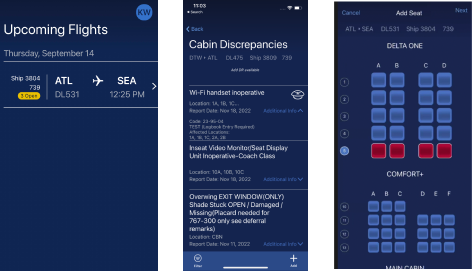 KW
Upcoming Flights
Thursday, September 14
Ship 3804
739
3 Open
ATL
DL531
SEA
12:25 PM
11:03
Search
Back
Cabin Discrepancies
DTW • ATL DL475 Ship 3809 739
Add Off available
Wi-Fi handset inoperative
Location: 1A, 1B, 1C...
Report Date: Nov 18, 2022
Additional Info
Code: 23-95-04
TEST (Logbook Entry Required)
Affected Locations:
1A, 1B, 1C, 2A, 2B
Inseat Video Monitor/Seat Display
Unit Inoperative-Coach Class
Location: 10A, 10B, 10C
Report Date: Nov 18, 2022
Additional Info
Overwing EXIT WINDOW(ONLY)
Shade Stuck OPEN / Damaged /
Missing(Placard needed for
767-300 only see deferral
remarks)
Location: CBN
Report Date: Nov 11, 2022
Additional Info
Filter
Add
Cancel
Add Seat
Next
ATL • SEA DL531 Ship 3804 739
DELTA ONE
A B C D
1
2
3
4
5
COMFORT+
A B C D E F
10
11
12
MAIN CABIN